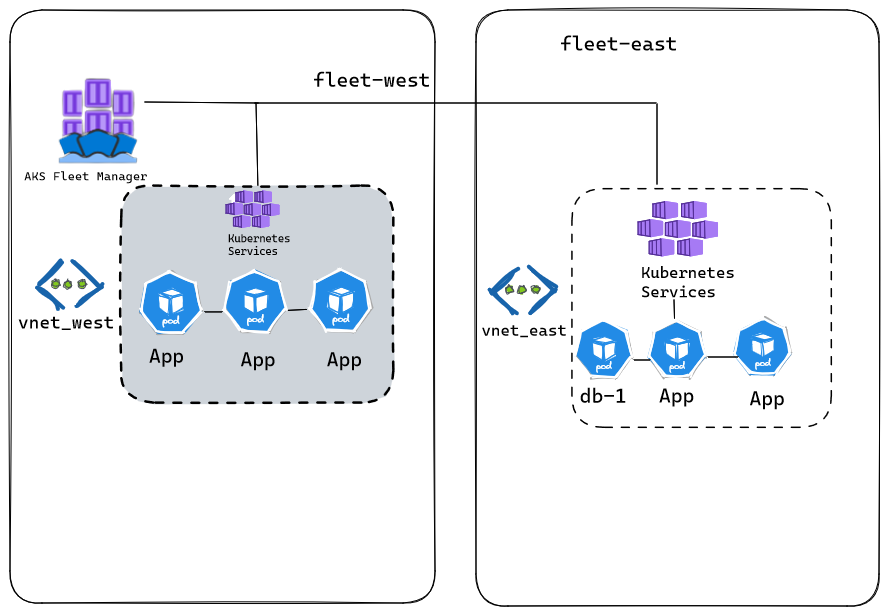 fleet-west
AKS Fleet Manager
Kubernetes
Services
vnet_west
pod
pod
pod
App
App
App
fleet-east
Kubernetes
Services
vnet_east
pod
pod
pod
db-1
App
App